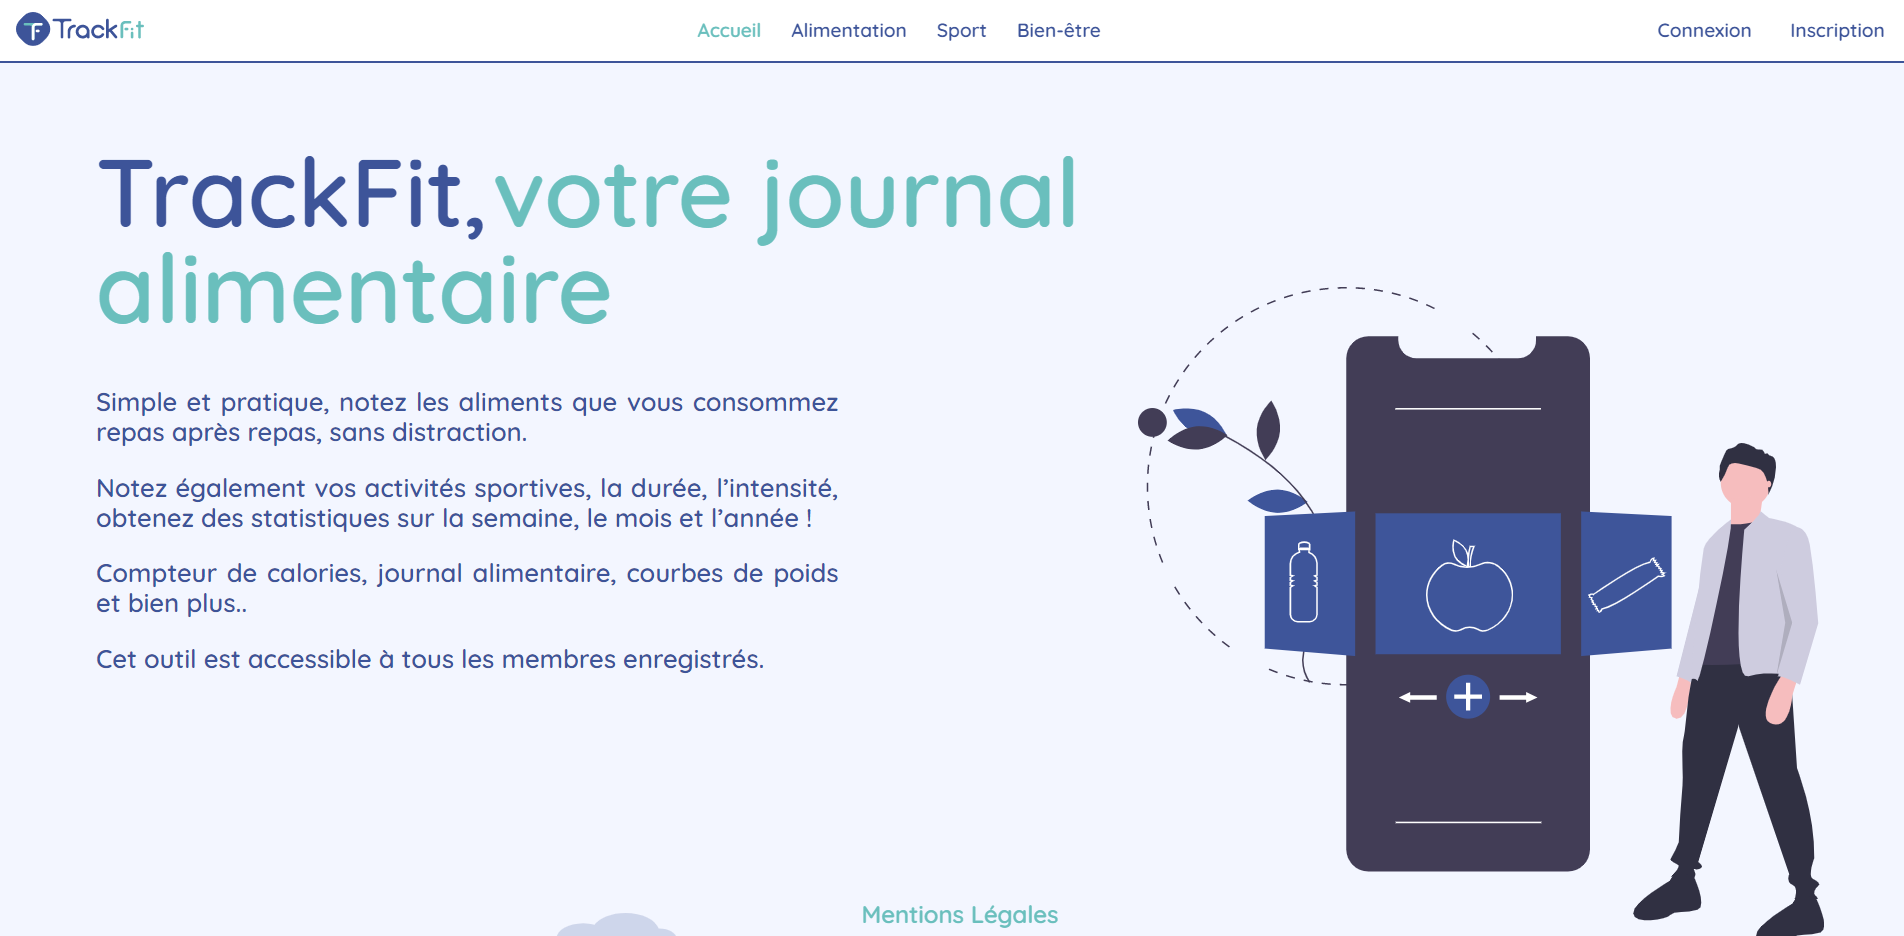 TrackFit
Accueil
Alimentation
Sport
Bien-être
Connexion
Inscription
TrackFit, votre journal
alimentaire
Simple et pratique, notez les aliments que vous consommez
repas après repas, sans distraction.
Notez également vos activités sportives, la durée, l’intensité,
obtenez des statistiques sur la semaine, le mois et l’année !
Compteur de calories, journal alimentaire, courbes de poids
et bien plus..
Cet outil est accessible à tous les membres enregistrés.
Mentions Légales